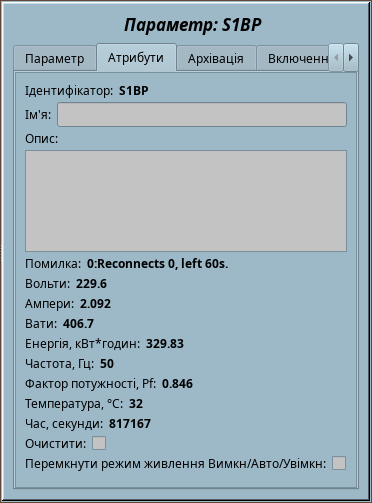 Параметр: S1BP
Параметр Атрибути Архівація Включенн
Ідентифікатор: S1BP
Ім'я:
Опис:
Помилка: 0:Reconnects 0, left 60s.
Вольти: 229.6
Ампери: 2.092
Вати: 406.7
Енергія, кВт*годин: 329.83
Частота, Гц: 50
Фактор потужності, Pf: 0.846
Температура, °C: 32
Час, секунди: 817167
Очистити:
Перемкнути режим живлення Вимкн/Авто/Увімкн: